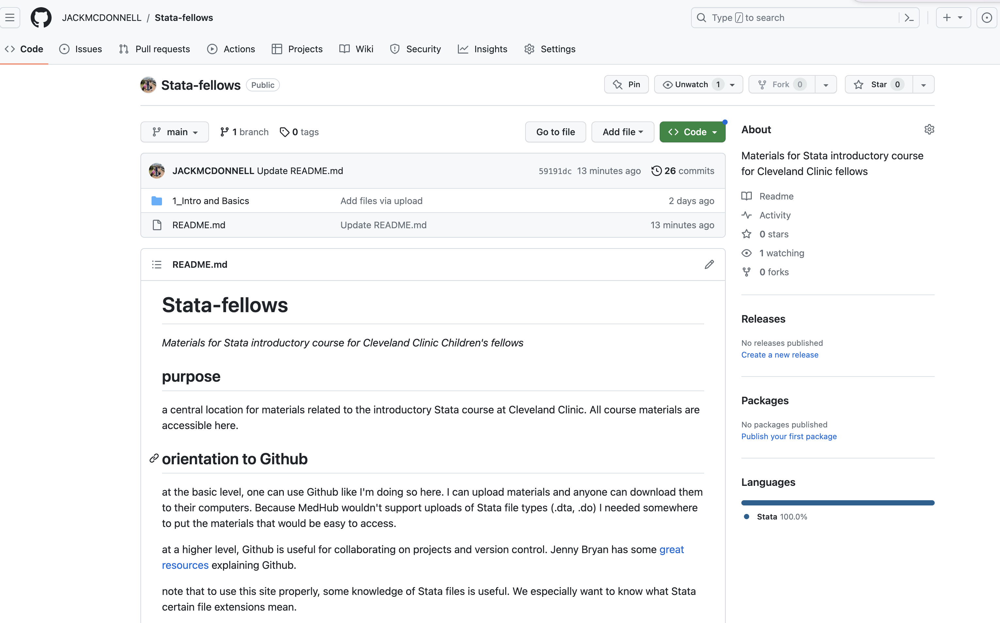 JACKMCDONNELL / Stata-fellows
Type / to search
Code
Issues
Pull requests
Actions
Projects
Wiki
Security
Insights
Settings
Stata-fellows Public
Pin
Unwatch 1
Fork 0
Star 0
main
1 branch
0 tags
Go to file
Add file
Code
JACKMCDONNELL Update README.md 59191dc 13 minutes ago 26 commits
1_Intro and Basics Add files via upload 2 days ago
README.md Update README.md 13 minutes ago
README.md
Stata-fellows
Materials for Stata introductory course for Cleveland Clinic Children's fellows
purpose
a central location for materials related to the introductory Stata course at Cleveland Clinic. All course materials are
accessible here.
orientation to Github
at the basic level, one can use Github like I'm doing so here. I can upload materials and anyone can download them
to their computers. Because MedHub wouldn't support uploads of Stata file types (.dta, .do) I needed somewhere
to put the materials that would be easy to access.
at a higher level, Github is useful for collaborating on projects and version control. Jenny Bryan has some great
resources explaining Github.
note that to use this site properly, some knowledge of Stata files is useful. We especially want to know what Stata
certain file extensions mean.
About
Materials for Stata introductory course
for Cleveland Clinic fellows
Readme
Activity
0 stars
1 watching
0 forks
Releases
No releases published
Create a new release
Packages
No packages published
Publish your first package
Languages
Stata 100.0%